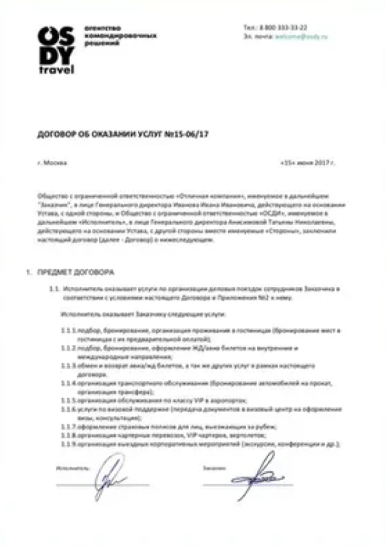 OSDY
travel
агентство
командировочных
решений
Тел.: 8 800 333-33-22
Эл. почта: welcome@osdy.ru
ДОГОВОР ОБ ОКАЗАНИИ УСЛУГ №15-06/17
г. Москва
«15» июня 2017 г.
Общество с ограниченной ответственностью «Отличная компания», именуемое в дальнейшем
"Заказчик", в лице Генерального директора Иванова Ивана Ивановича, действующего на основании
Устава, с одной стороны, и Общество с ограниченной ответственностью «ОСДИ», именуемое в
дальнейшем «Исполнитель», в лице Генерального директора Анисимовой Татьяны Николаевны,
действующего на основании Устава, с другой стороны вместе именуемые «Стороны», заключили
настоящий договор (далее - Договор) о нижеследующем.
1. ПРЕДМЕТ ДОГОВОРА
1.1. Исполнитель оказывает услуги по организации деловых поездок сотрудников Заказчика в
соответствии с условиями настоящего Договора и Приложения №2 к нему.
Исполнитель оказывает Заказчику следующие услуги:
1.1.1.подбор, бронирование, организация проживания в гостиницах (бронирование мест в
гостиницах с их предварительной оплатой);
1.1.2.подбор, бронирование, оформление ЖД/авиа билетов на внутренние и
международные направления;
1.1.3.обмен и возврат авиа/жд билетов, а так же других услуг в рамках настоящего
договора.
1.1.4.организация транспортного обслуживания (бронирование автомобилей на прокат,
организация трансфера);
1.1.5.организация обслуживания по классу VIP в аэропортах;
1.1.6.услуги по визовой поддержке (передача документов в визовый центр на оформление
визы, консультация);
1.1.7.оформление страховых полисов для лиц, выезжающих за рубеж;
1.1.8.организация чартерных перевозок, VIP чартеров, вертолетов;
1.1.9.организация выездных корпоративных мероприятий (экскурсии, конференции и др.);
Исполнитель:
Заказчик: